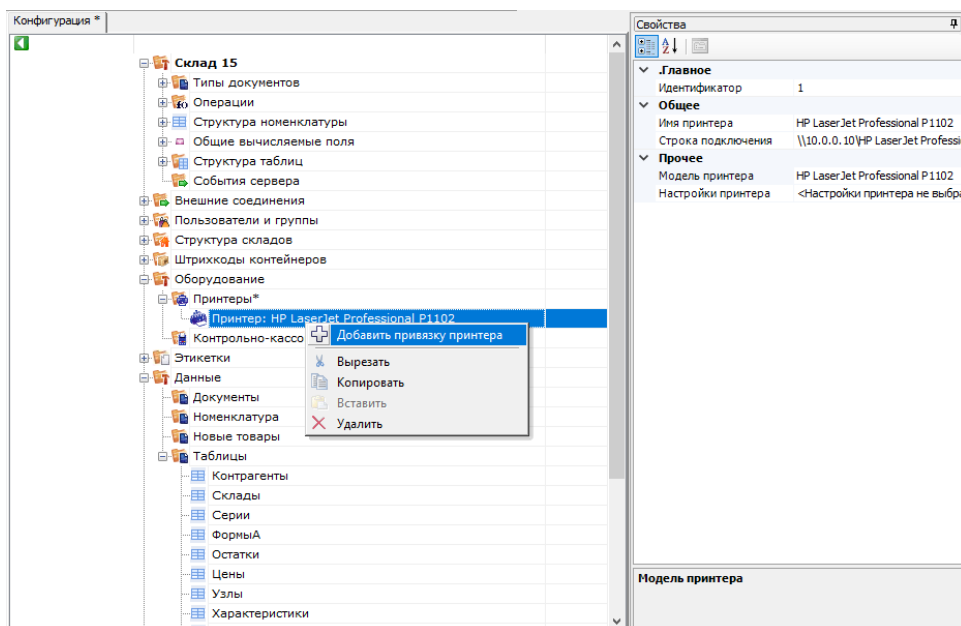 Конфигурация *
Склад 15
Типы документов
Операции
Структура номенклатуры
Общие вычисляемые поля
Структура таблиц
События сервера
Внешние соединения
Пользователи и группы
Структура складов
Штрихкоды контейнеров
Оборудование
Принтеры*
Принтер: HP LaserJet Professional P1102
Контрольно-кассо
Этикетки
Данные
Документы
Номенклатура
Новые товары
Таблицы
Контрагенты
Склады
Серии
ФормыА
Остатки
Цены
Узлы
Характеристики
Добавить привязку принтера
Вырезать
Копировать
Вставить
Удалить
Свойства
.Главное
Идентификатор 1
Общее
Имя принтера HP LaserJet Professional P1102
Строка подключения \\10.0.0.10\HP LaserJet Professi
Прочее
Модель принтера HP LaserJet Professional P1102
Настройки принтера <Настройки принтера не выбра
Модель принтера